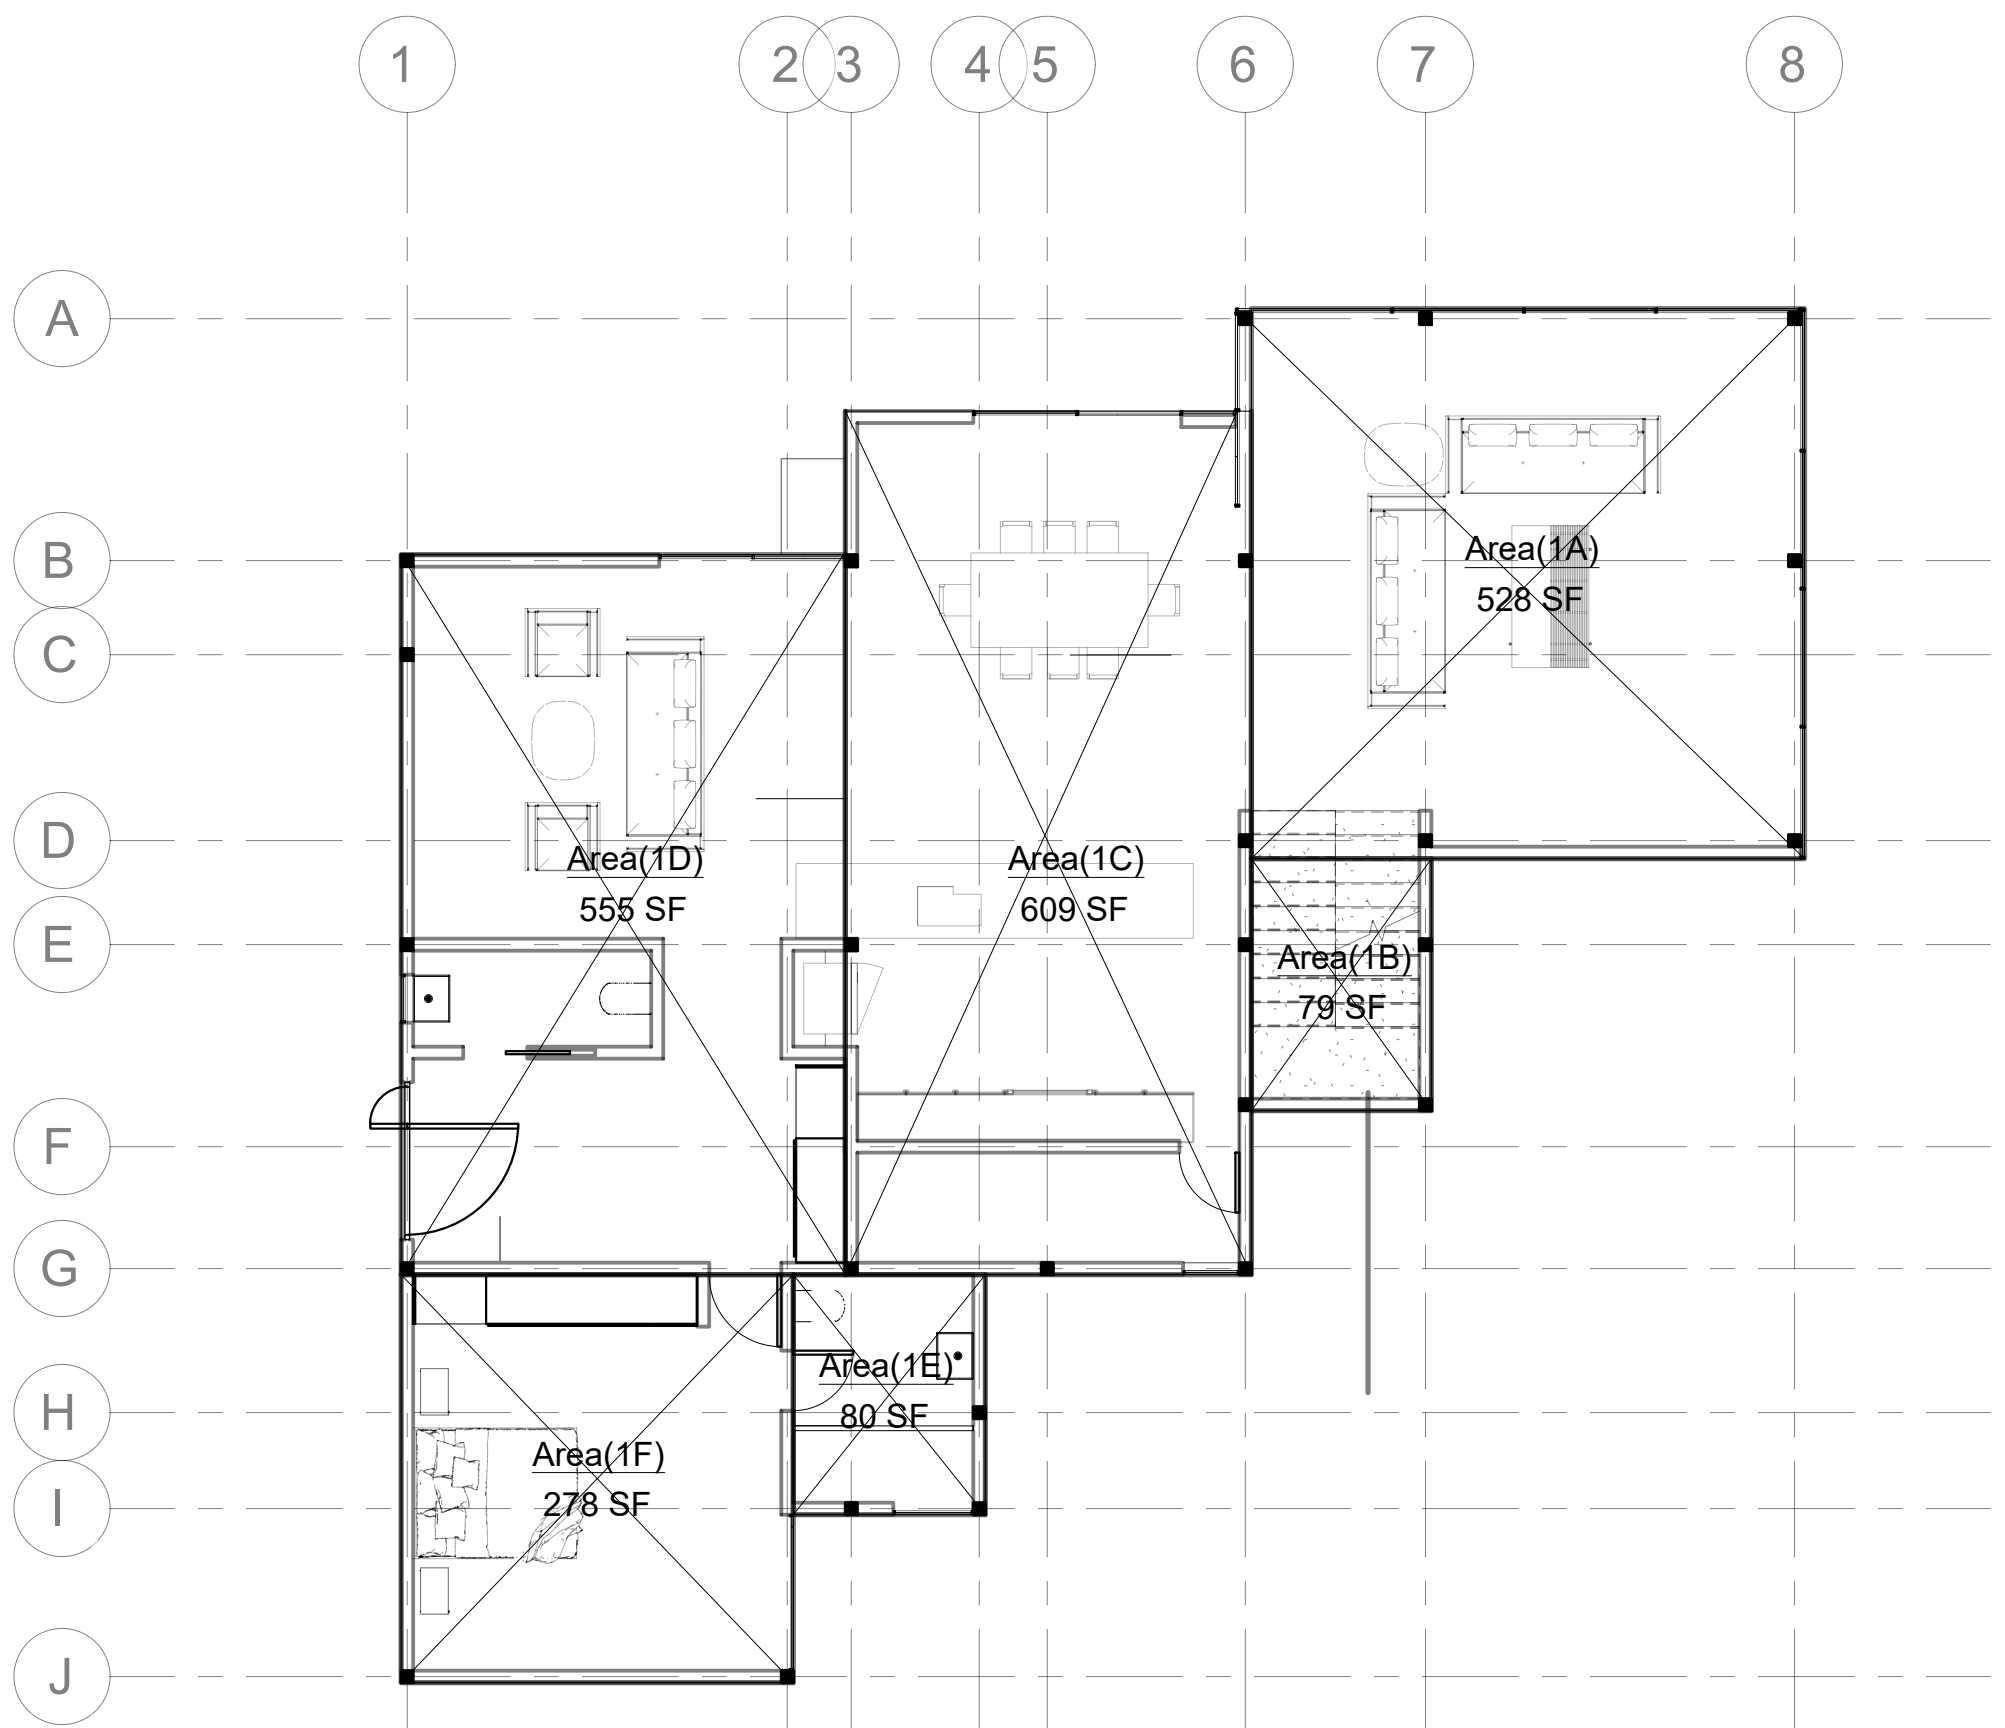 1 2 3 4 5 6 7 8
A
B
C
D
E
F
G
H
I
J
Area(1A)
528 SF
Area(1D)
555 SF
Area(1C)
609 SF
Area(1B)
79 SF
Area(1E)
80 SF
Area(1F)
278 SF